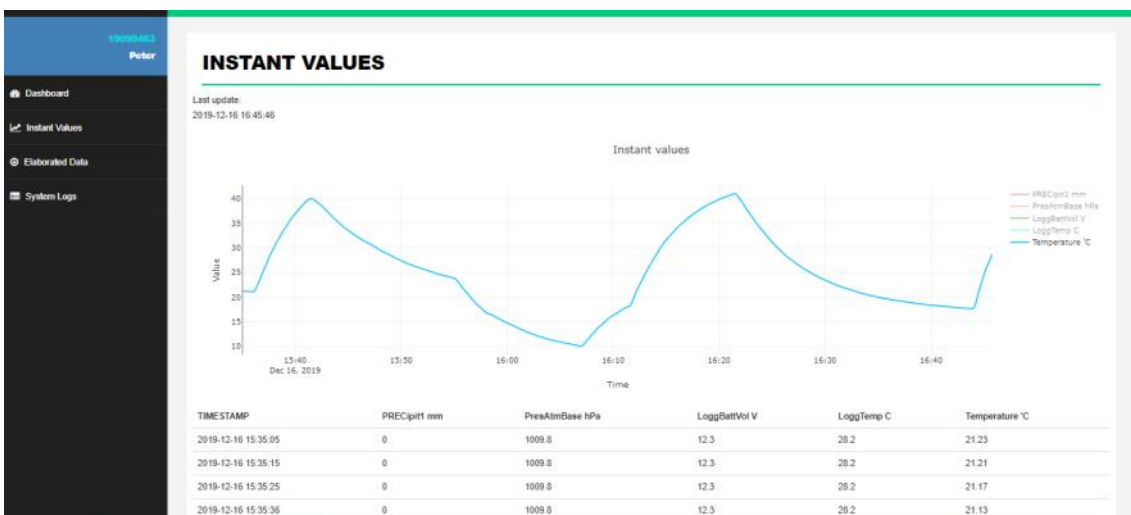 19090463
Peter
Dashboard
Instant Values
Elaborated Data
System Logs
INSTANT VALUES
Last update:
2019-12-16 16:45:46
Instant values
PRECipit1 mm
PresAtmBase hPa
LoggBattVol V
LoggTemp C
Temperature 'C
Value
40
35
30
25
20
15
10
15:40 15:50 16:00 16:10 16:20 16:30 16:40
Dec 16, 2019
Time
TIMESTAMP PRECipit1 mm PresAtmBase hPa LoggBattVol V LoggTemp C Temperature 'C
2019-12-16 15:35:05 0 1009.8 12.3 28.2 21.23
2019-12-16 15:35:15 0 1009.8 12.3 28.2 21.21
2019-12-16 15:35:25 0 1009.8 12.3 28.2 21.17
2019-12-16 15:35:36 0 1009.8 12.3 28.2 21.13